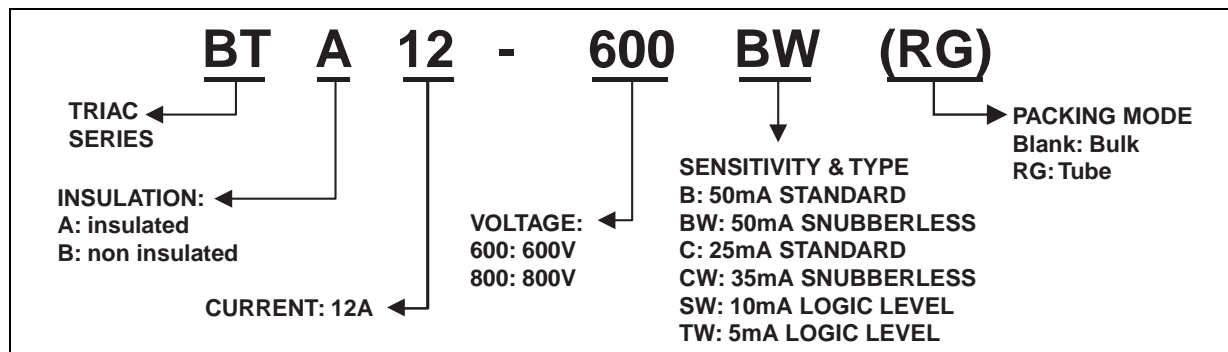 BT A 12 - 600 BW (RG)
TRIAC
SERIES
INSULATION:
A: insulated
B: non insulated
CURRENT: 12A
VOLTAGE:
600: 600V
800: 800V
SENSITIVITY & TYPE
B: 50mA STANDARD
BW: 50mA SNUBBERLESS
C: 25mA STANDARD
CW: 35mA SNUBBERLESS
SW: 10mA LOGIC LEVEL
TW: 5mA LOGIC LEVEL
PACKING MODE
Blank: Bulk
RG: Tube